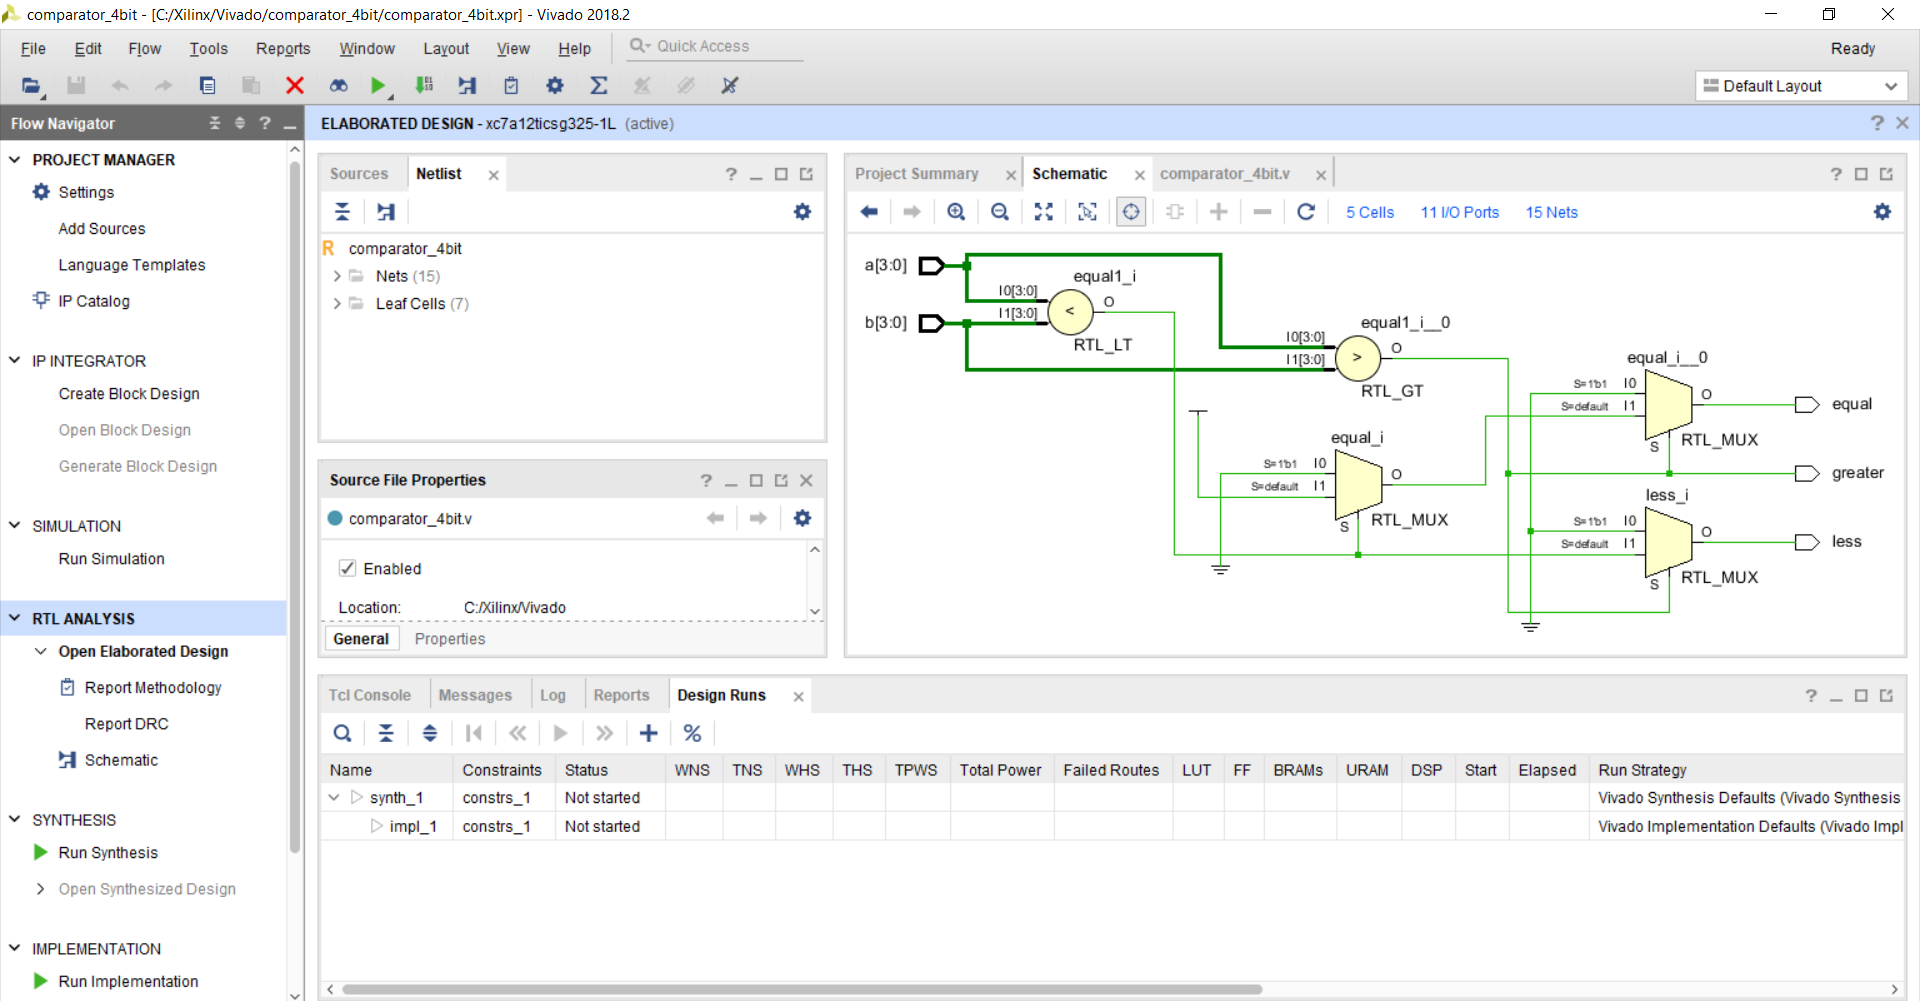 comparator_4bit - [C:/Xilinx/Vivado/comparator_4bit/comparator_4bit.xpr] - Vivado 2018.2
File Edit Flow Tools Reports Window Layout View Help Quick Access Ready
Default Layout
Flow Navigator
PROJECT MANAGER
Settings
Add Sources
Language Templates
IP Catalog
IP INTEGRATOR
Create Block Design
Open Block Design
Generate Block Design
SIMULATION
Run Simulation
RTL ANALYSIS
Open Elaborated Design
Report Methodology
Report DRC
Schematic
SYNTHESIS
Run Synthesis
Open Synthesized Design
IMPLEMENTATION
Run Implementation
ELABORATED DESIGN - xc7a12ticsg325-1L (active)
Sources Netlist
R comparator_4bit
Nets (15)
Leaf Cells (7)
Source File Properties
comparator_4bit.v
Enabled
Location: C:/Xilinx/Vivado
General Properties
Project Summary Schematic comparator_4bit.v
5 Cells 11 I/O Ports 15 Nets
a[3:0]
b[3:0]
equal1_i
I0[3:0]
I1[3:0]
O
<
RTL_LT
equal1_i__0
I0[3:0]
I1[3:0]
O
>
RTL_GT
equal_i
S=1'b1 I0
S=default I1
O
S
RTL_MUX
equal_i__0
S=1'b1 I0
S=default I1
O
S
RTL_MUX
equal
greater
less_i
S=1'b1 I0
S=default I1
O
S
RTL_MUX
less
Tcl Console Messages Log Reports Design Runs
Name Constraints Status WNS TNS WHS THS TPWS Total Power Failed Routes LUT FF BRAMs URAM DSP Start Elapsed Run Strategy
synth_1 constrs_1 Not started Vivado Synthesis Defaults (Vivado Synthesis
impl_1 constrs_1 Not started Vivado Implementation Defaults (Vivado Impl